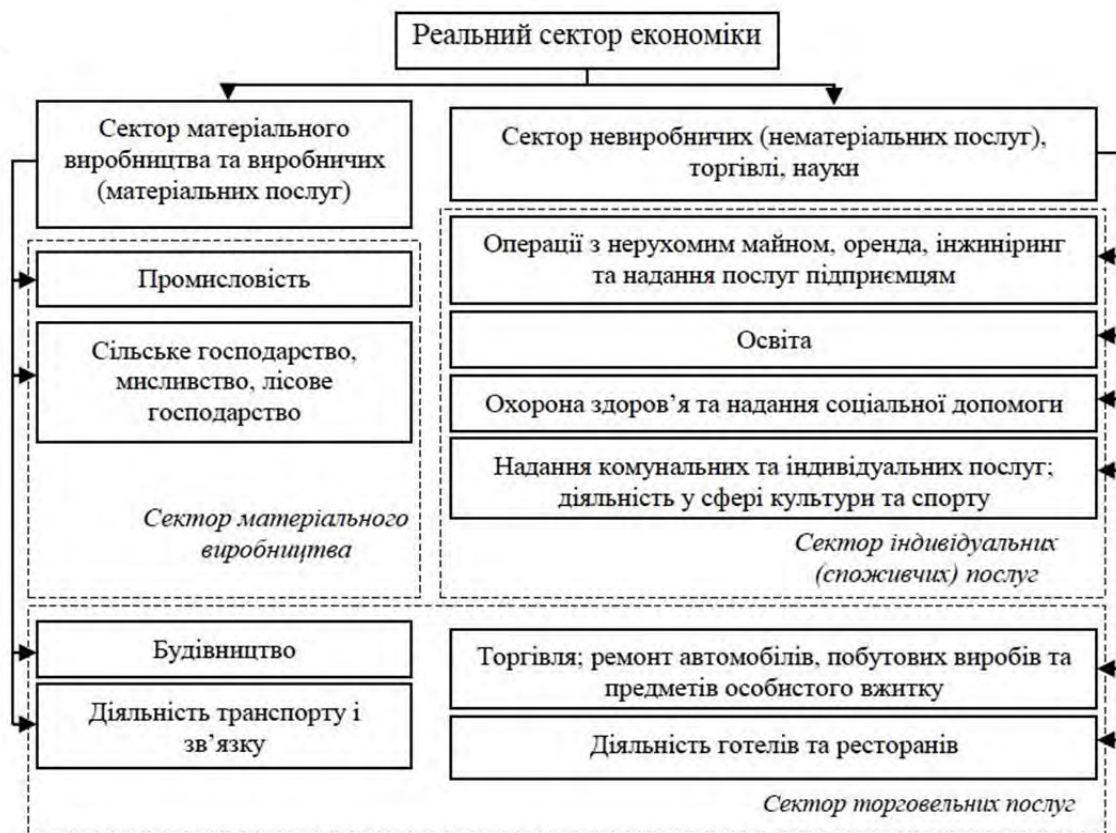 Реальний сектор економіки
Сектор матеріального
виробництва та виробничих
(матеріальних послуг)
Сектор невиробничих (нематеріальних послуг),
торгівлі, науки
Промисловість
Сільське господарство,
мисливство, лісове
господарство
Сектор матеріального
виробництва
Операції з нерухомим майном, оренда, інжиніринг
та надання послуг підприємцям
Освіта
Охорона здоров’я та надання соціальної допомоги
Надання комунальних та індивідуальних послуг;
діяльність у сфері культури та спорту
Сектор індивідуальних
(споживчих) послуг
Будівництво
Діяльність транспорту і
зв’язку
Торгівля; ремонт автомобілів, побутових виробів та
предметів особистого вжитку
Діяльність готелів та ресторанів
Сектор торговельних послуг